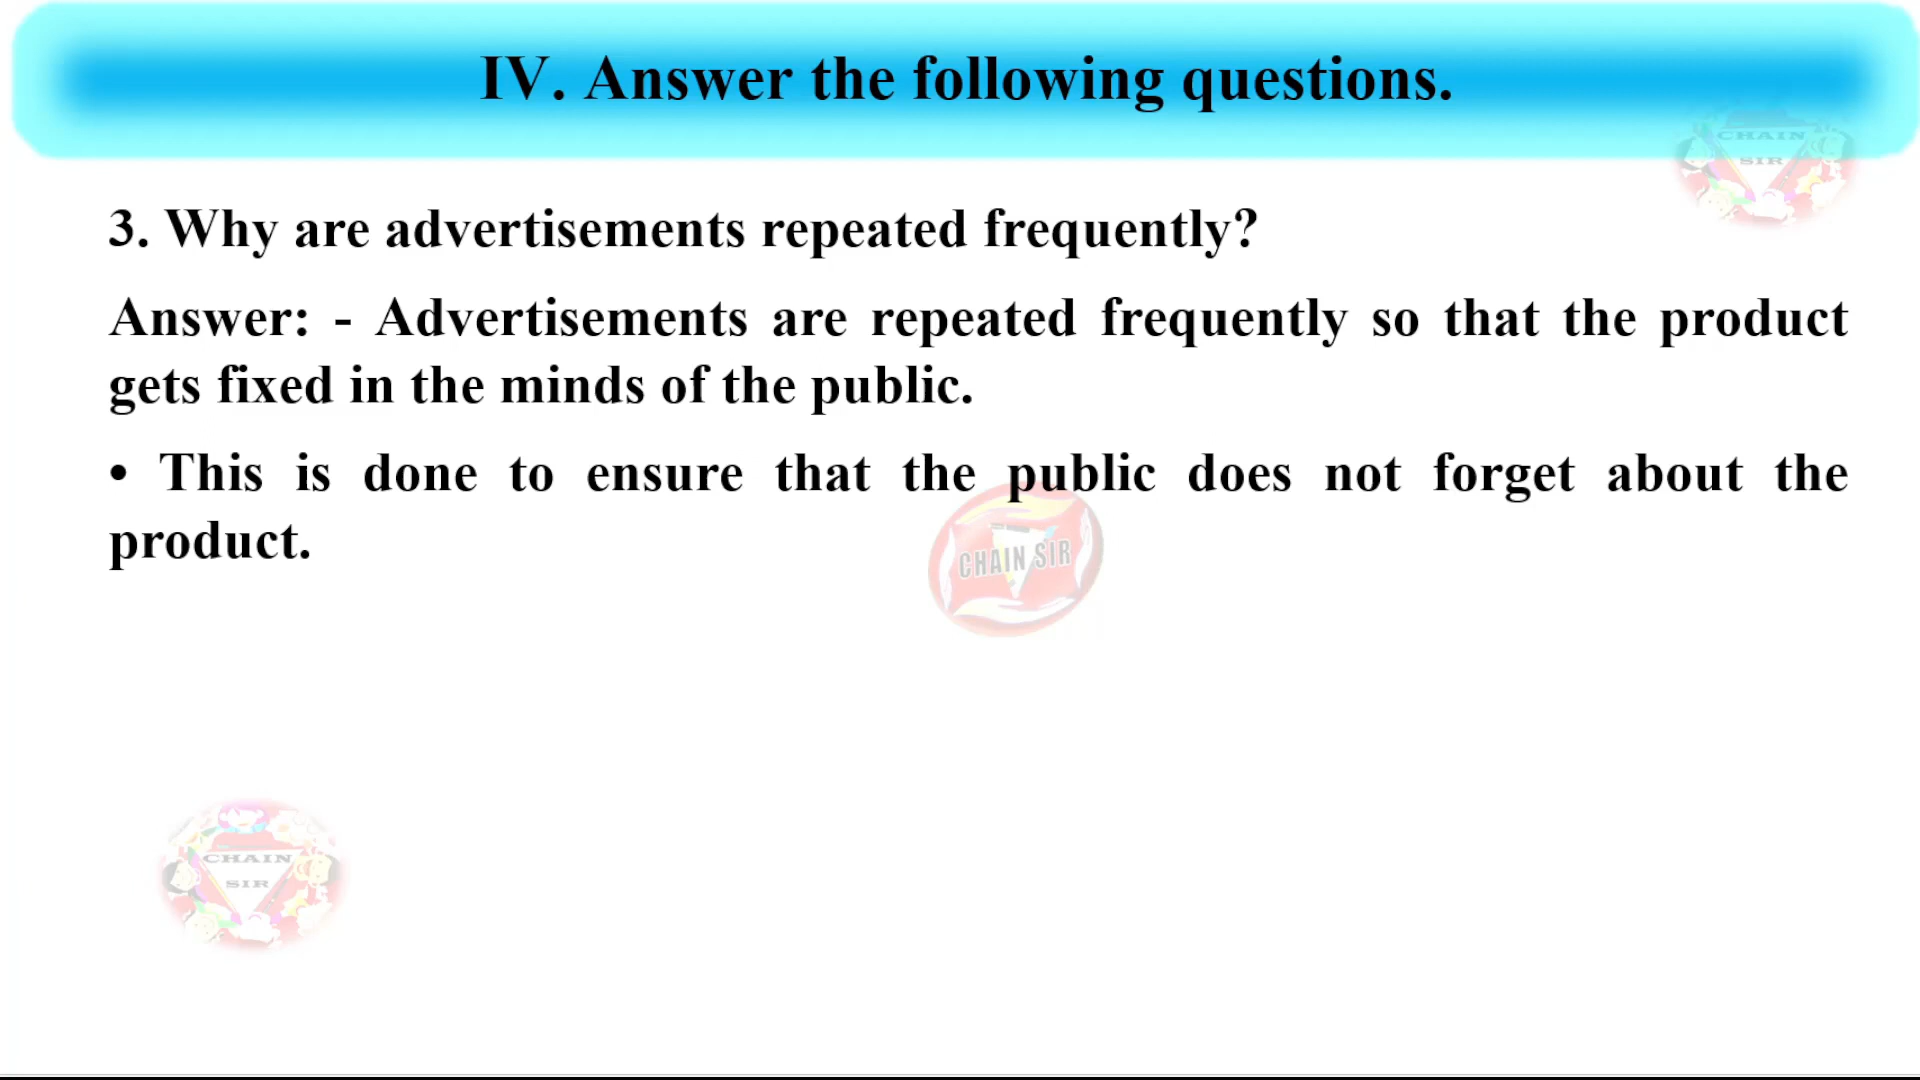 IV. Answer the following questions.
CHAIN
SIR
3. Why are advertisements repeated frequently?
Answer: - Advertisements are repeated frequently so that the product
gets fixed in the minds of the public.
• This is done to ensure that the public does not forget about the
product.
CHAIN SIR
CHAIN
SIR